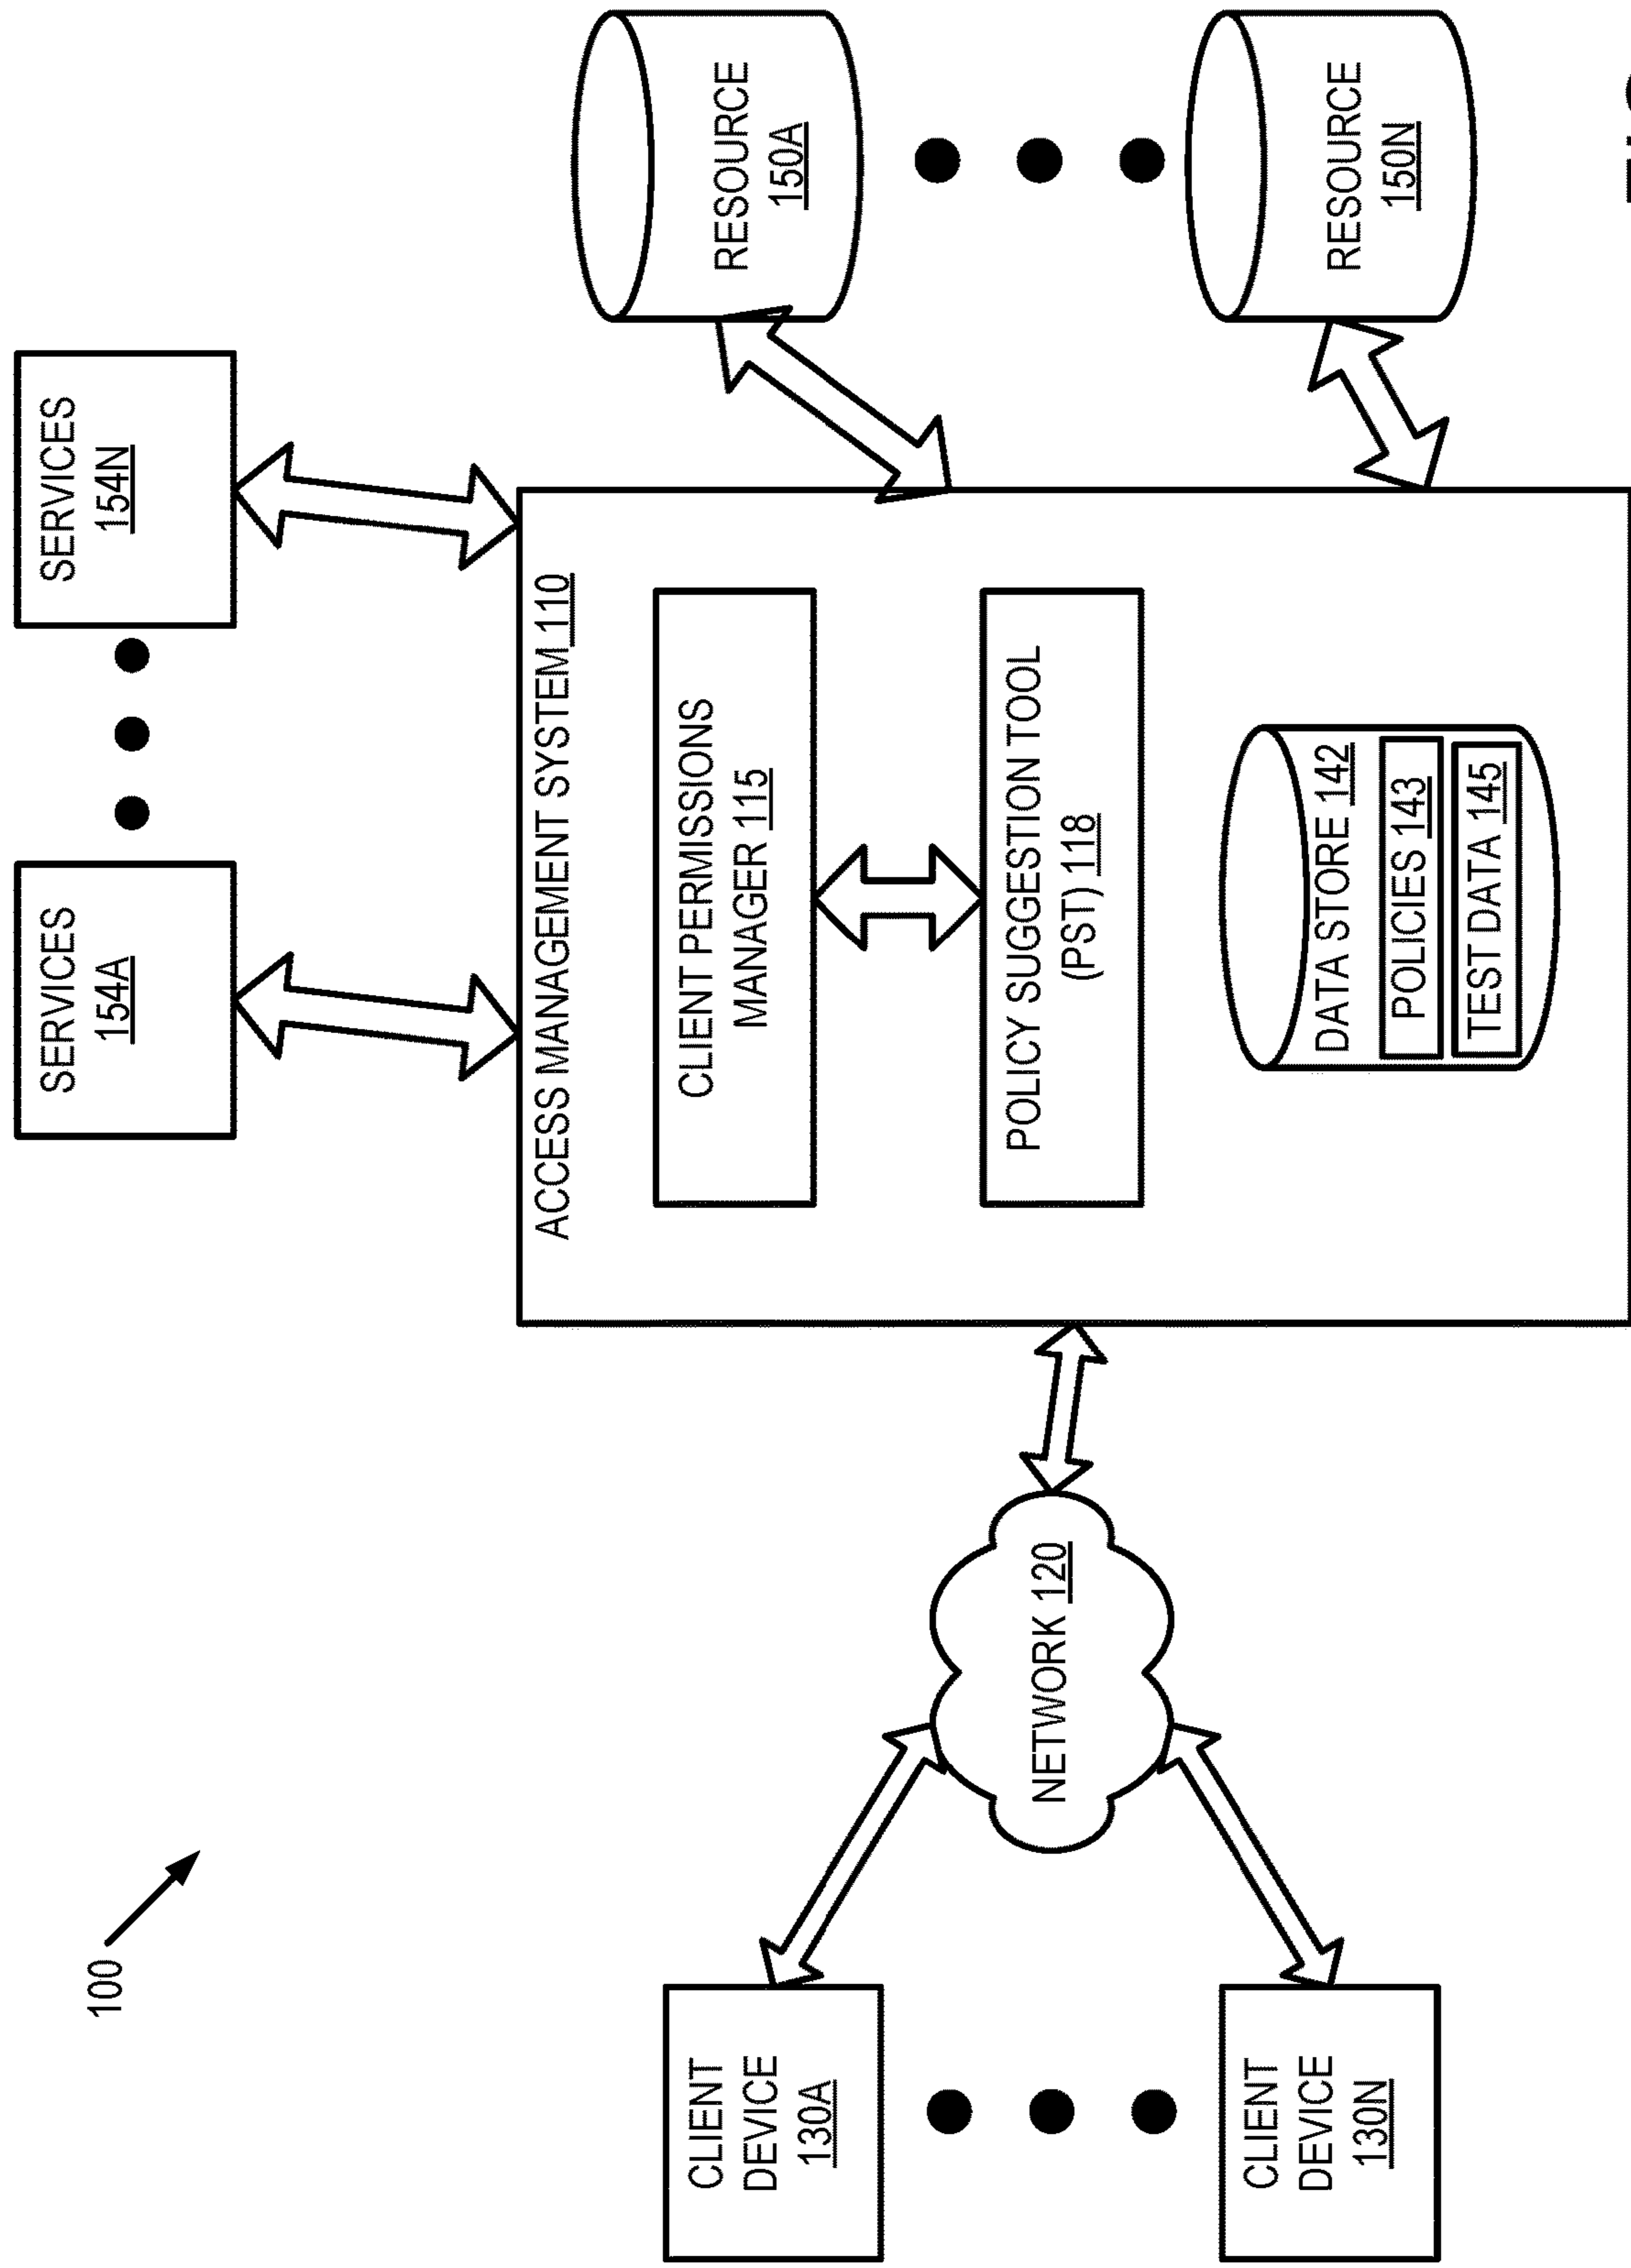 100
SERVICES
154A
SERVICES
154N
ACCESS MANAGEMENT SYSTEM 110
CLIENT PERMISSIONS
MANAGER 115
POLICY SUGGESTION TOOL
(PST) 118
DATA STORE 142
POLICIES 143
TEST DATA 145
CLIENT
DEVICE
130A
CLIENT
DEVICE
130N
NETWORK 120
RESOURCE
150A
RESOURCE
150N